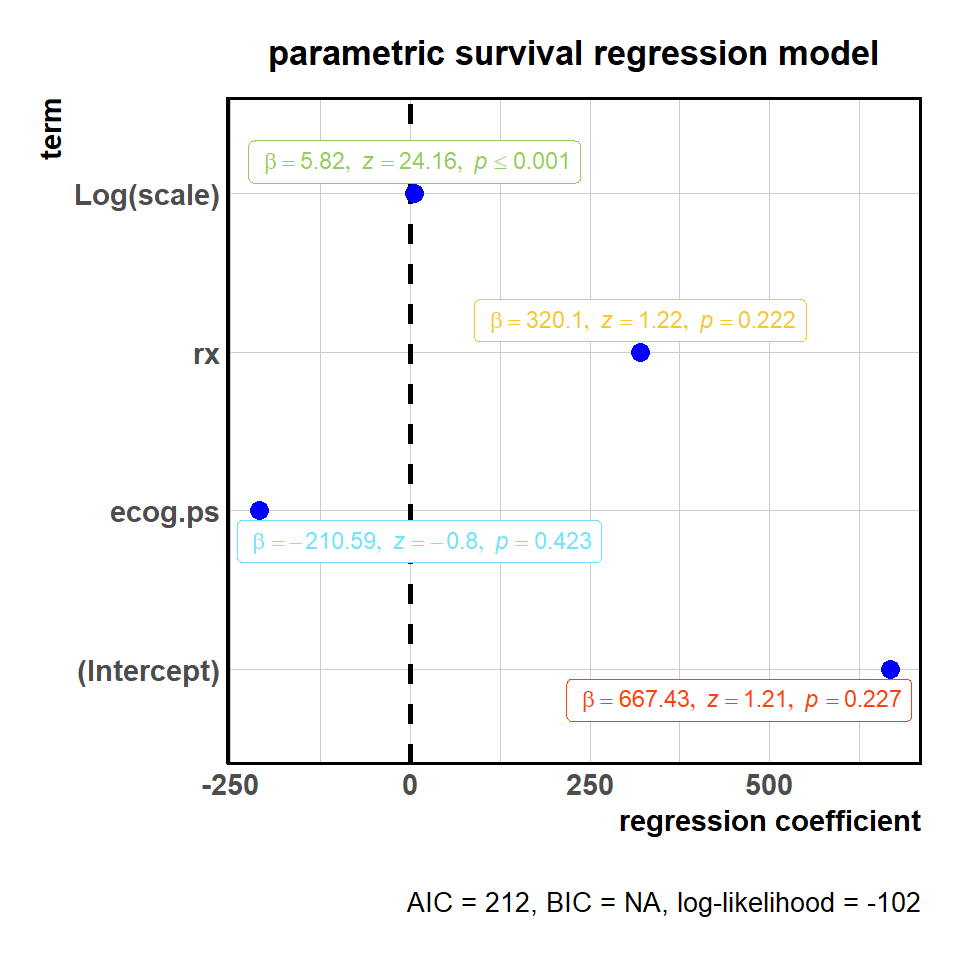 parametric survival regression model
term
β = 5.82, z = 24.16, p ≤ 0.001
Log(scale)
β = 320.1, z = 1.22, p = 0.222
rx
ecog.ps
β = −210.59, z = −0.8, p = 0.423
(Intercept)
β = 667.43, z = 1.21, p = 0.227
-250 0 250 500
regression coefficient
AIC = 212, BIC = NA, log-likelihood = -102